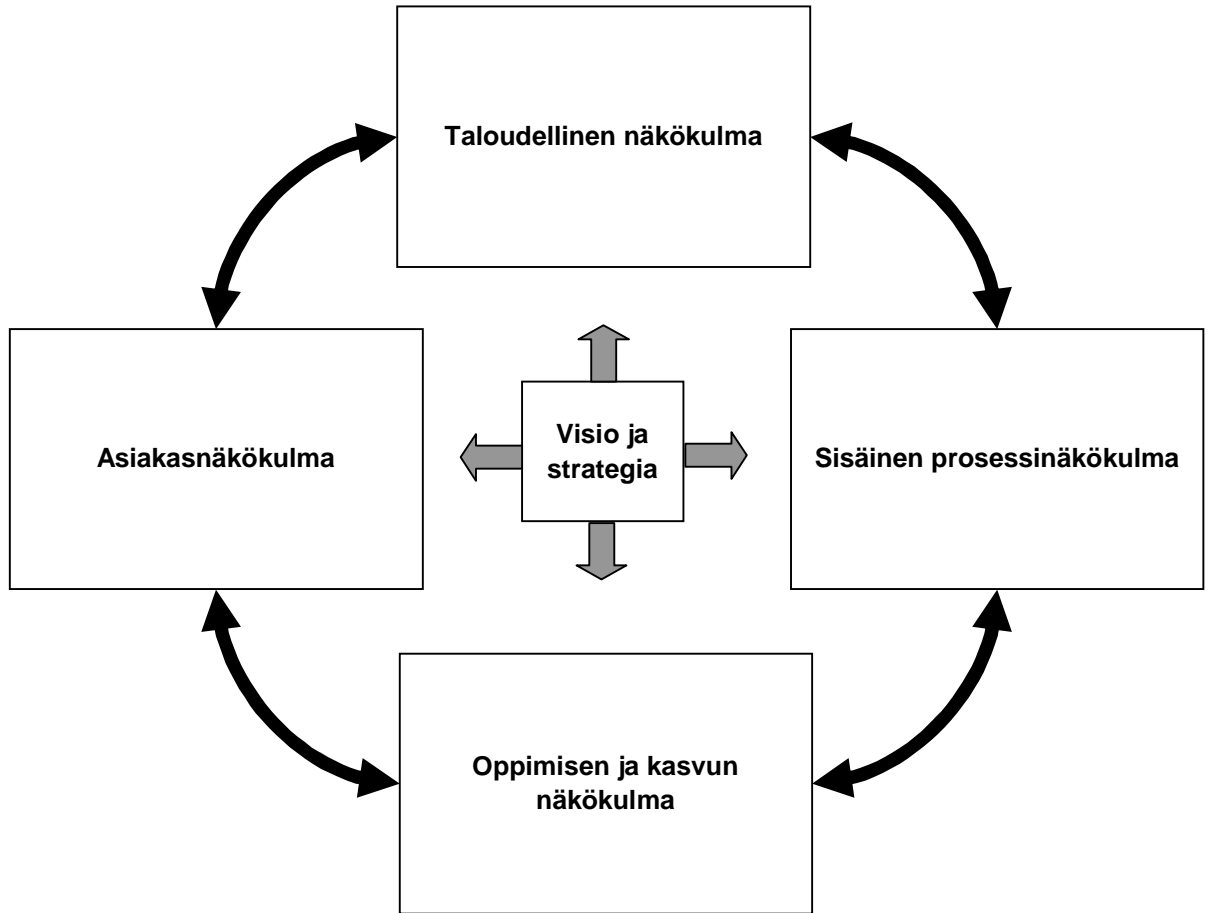 Taloudellinen näkökulma
Asiakasnäkökulma
Visio ja
strategia
Sisäinen prosessinäkökulma
Oppimisen ja kasvun
näkökulma